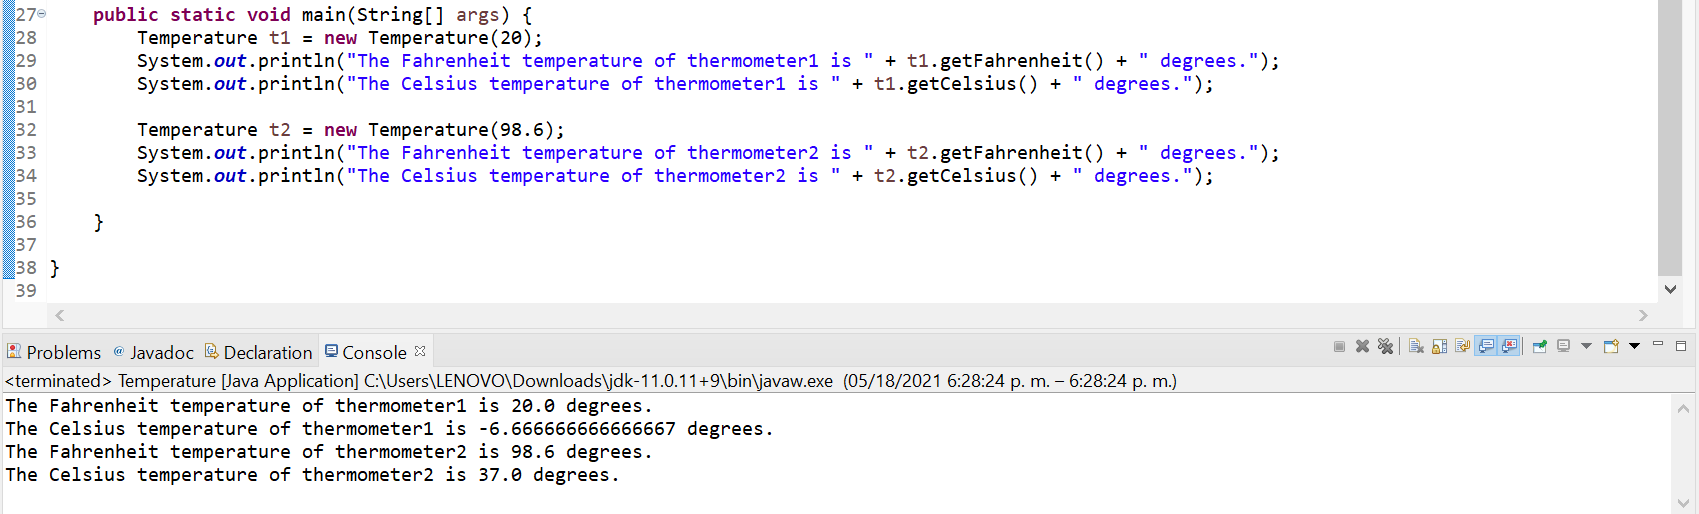 27 public static void main(String[] args) {
28 Temperature t1 = new Temperature(20);
29 System.out.println("The Fahrenheit temperature of thermometer1 is " + t1.getFahrenheit() + " degrees.");
30 System.out.println("The Celsius temperature of thermometer1 is " + t1.getCelsius() + " degrees.");
31
32 Temperature t2 = new Temperature(98.6);
33 System.out.println("The Fahrenheit temperature of thermometer2 is " + t2.getFahrenheit() + " degrees.");
34 System.out.println("The Celsius temperature of thermometer2 is " + t2.getCelsius() + " degrees.");
35
36 }
37
38 }
39
Problems @ Javadoc Declaration Console
<terminated> Temperature [Java Application] C:\Users\LENOVO\Downloads\jdk-11.0.11+9\bin\javaw.exe (05/18/2021 6:28:24 p. m. – 6:28:24 p. m.)
The Fahrenheit temperature of thermometer1 is 20.0 degrees.
The Celsius temperature of thermometer1 is -6.666666666666667 degrees.
The Fahrenheit temperature of thermometer2 is 98.6 degrees.
The Celsius temperature of thermometer2 is 37.0 degrees.